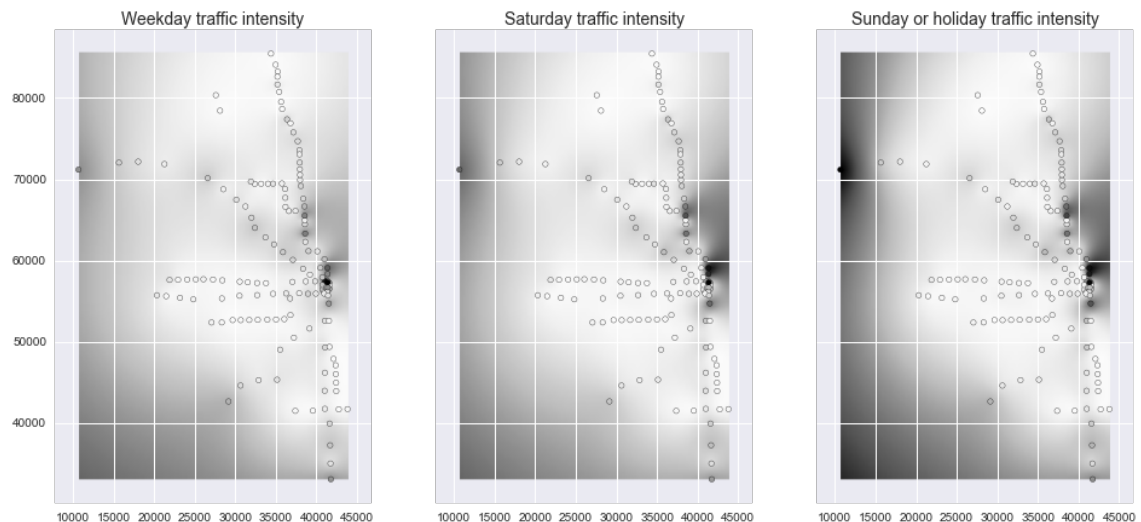 Weekday traffic intensity
Saturday traffic intensity
Sunday or holiday traffic intensity
80000
70000
60000
50000
40000
10000 15000 20000 25000 30000 35000 40000 45000
10000 15000 20000 25000 30000 35000 40000 45000
10000 15000 20000 25000 30000 35000 40000 45000